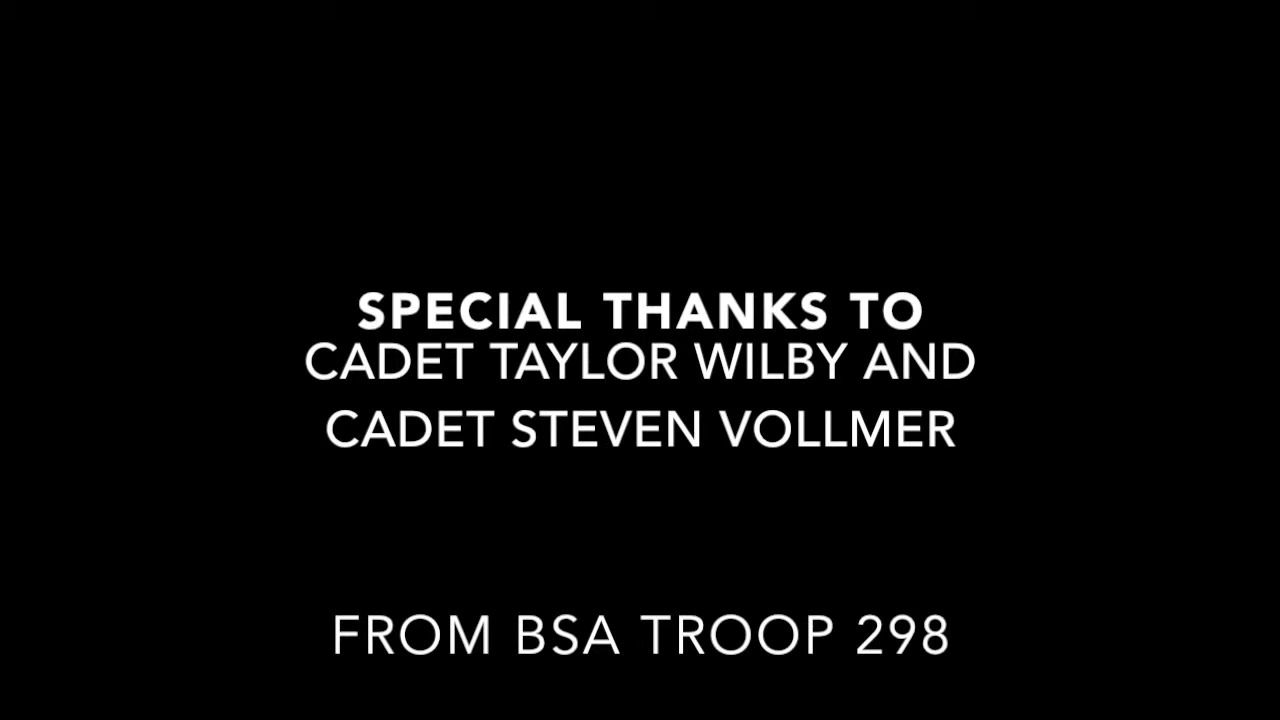 SPECIAL THANKS TO
CADET TAYLOR WILBY AND
CADET STEVEN VOLLMER
FROM BSA TROOP 298